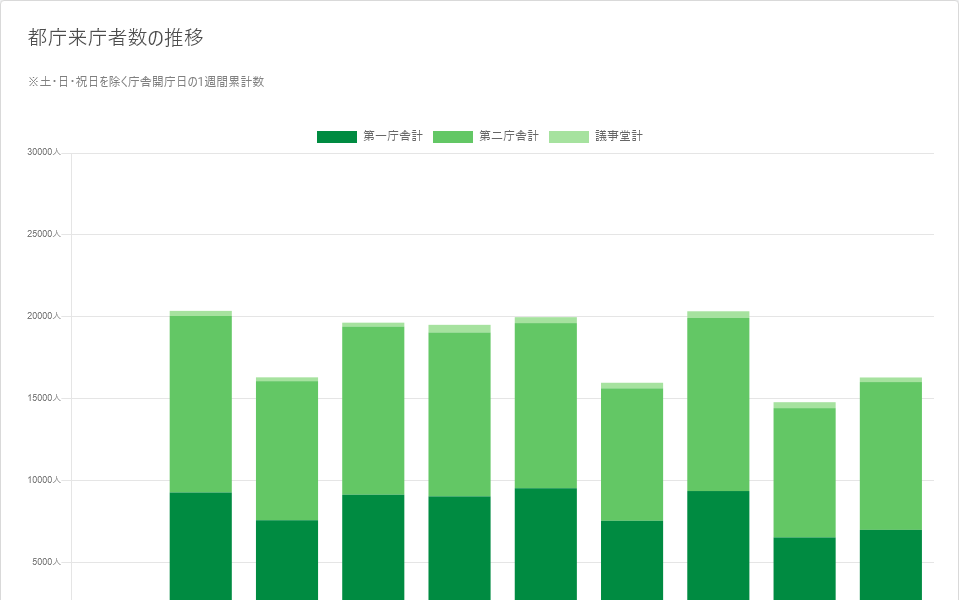 都庁来庁者数の推移
※土・日・祝日を除く庁舎開庁日の1週間累計数
第一庁舎計 第二庁舎計 議事堂計
30000人
25000人
20000人
15000人
10000人
5000人